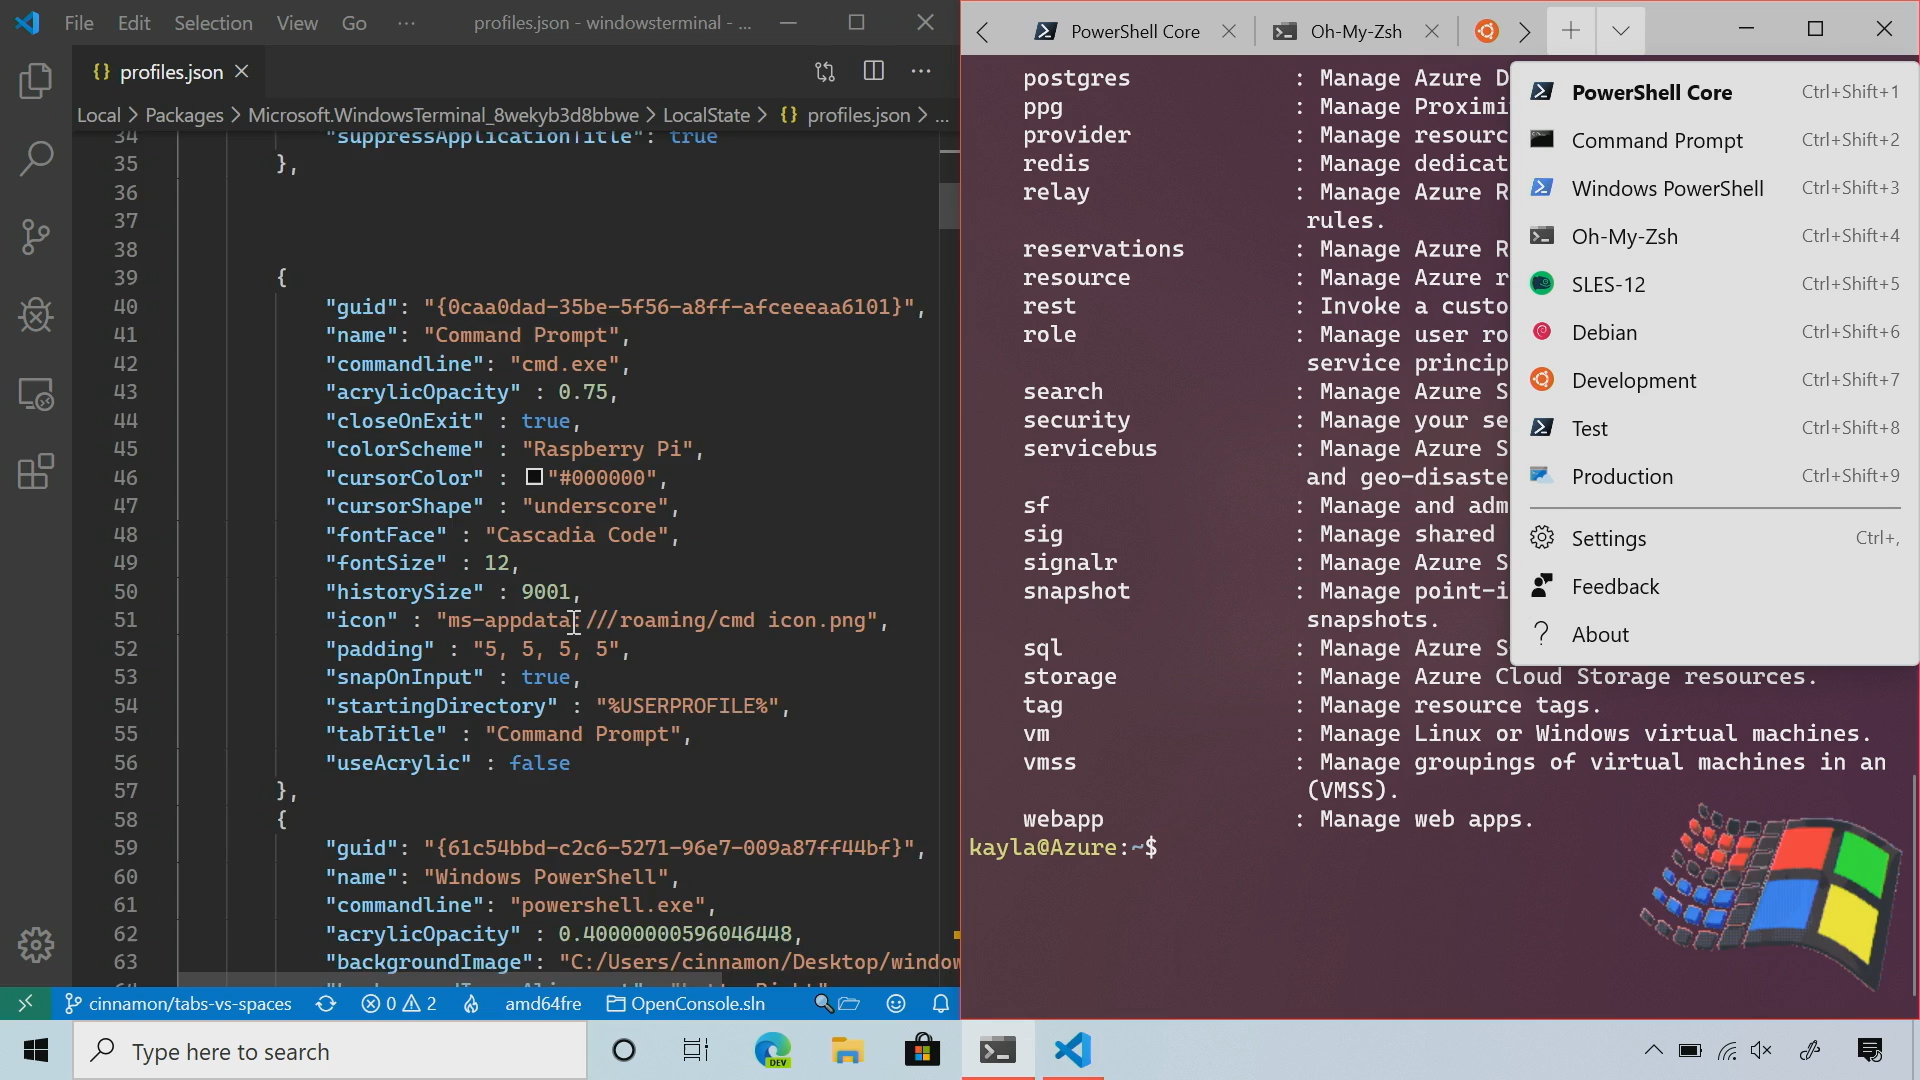 File Edit Selection View Go ··· profiles.json - windowsterminal - ...
{} profiles.json
Local > Packages > Microsoft.WindowsTerminal_8wekyb3d8bbwe > LocalState > {} profiles.json > ...
34 "suppressApplicationTitle": true
35 },
36
37
38
39 {
40 "guid": "{0caa0dad-35be-5f56-a8ff-afceeeaa6101}",
41 "name": "Command Prompt",
42 "commandline": "cmd.exe",
43 "acrylicOpacity" : 0.75,
44 "closeOnExit" : true,
45 "colorScheme" : "Raspberry Pi",
46 "cursorColor" : "#000000",
47 "cursorShape" : "underscore",
48 "fontFace" : "Cascadia Code",
49 "fontSize" : 12,
50 "historySize" : 9001,
51 "icon" : "ms-appdata:///roaming/cmd icon.png",
52 "padding" : "5, 5, 5, 5",
53 "snapOnInput" : true,
54 "startingDirectory" : "%USERPROFILE%",
55 "tabTitle" : "Command Prompt",
56 "useAcrylic" : false
57 },
58 {
59 "guid": "{61c54bbd-c2c6-5271-96e7-009a87ff44bf}",
60 "name": "Windows PowerShell",
61 "commandline": "powershell.exe",
62 "acrylicOpacity" : 0.40000000596046448,
63 "backgroundImage": "C:/Users/cinnamon/Desktop/window
cinnamon/tabs-vs-spaces 0 2 amd64fre OpenConsole.sln
PowerShell Core Oh-My-Zsh
postgres : Manage Azure D
ppg : Manage Proximi
provider : Manage resourc
redis : Manage dedicat
relay : Manage Azure R
rules.
reservations : Manage Azure R
resource : Manage Azure r
rest : Invoke a custo
role : Manage user ro
service princip
search : Manage Azure S
security : Manage your se
servicebus : Manage Azure S
and geo-disaste
sf : Manage and adm
sig : Manage shared
signalr : Manage Azure S
snapshot : Manage point-i
snapshots.
sql : Manage Azure S
storage : Manage Azure Cloud Storage resources.
tag : Manage resource tags.
vm : Manage Linux or Windows virtual machines.
vmss : Manage groupings of virtual machines in an
(VMSS).
webapp : Manage web apps.
kayla@Azure:~$
PowerShell Core Ctrl+Shift+1
Command Prompt Ctrl+Shift+2
Windows PowerShell Ctrl+Shift+3
Oh-My-Zsh Ctrl+Shift+4
SLES-12 Ctrl+Shift+5
Debian Ctrl+Shift+6
Development Ctrl+Shift+7
Test Ctrl+Shift+8
Production Ctrl+Shift+9
Settings Ctrl+,
Feedback
? About
Type here to search
DEV